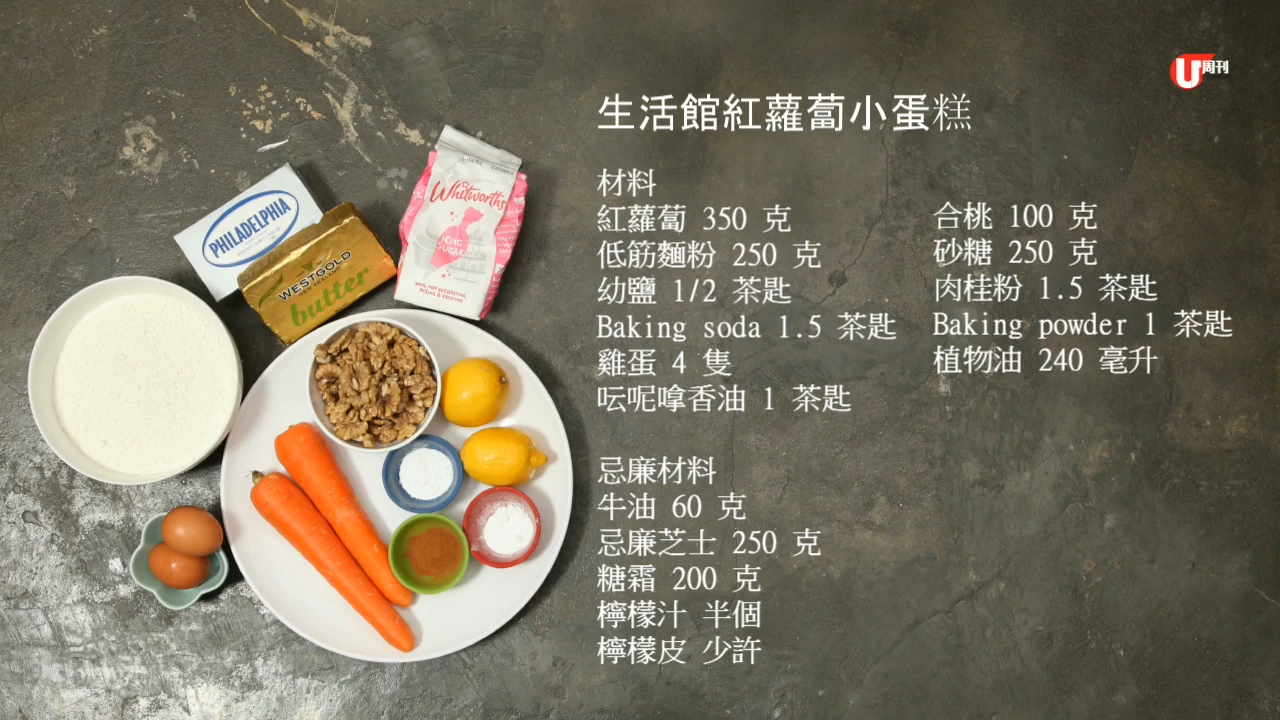 U周刊
生活館紅蘿蔔小蛋糕
材料
紅蘿蔔 350 克
低筋麵粉 250 克
幼鹽 1/2 茶匙
Baking soda 1.5 茶匙
雞蛋 4 隻
呍呢嗱香油 1 茶匙
合桃 100 克
砂糖 250 克
肉桂粉 1.5 茶匙
Baking powder 1 茶匙
植物油 240 毫升
忌廉材料
牛油 60 克
忌廉芝士 250 克
糖霜 200 克
檸檬汁 半個
檸檬皮 少許
PHILADELPHIA
WESTGOLD
NEW ZEALAND
butter
Whitworths
ICING
SUGAR